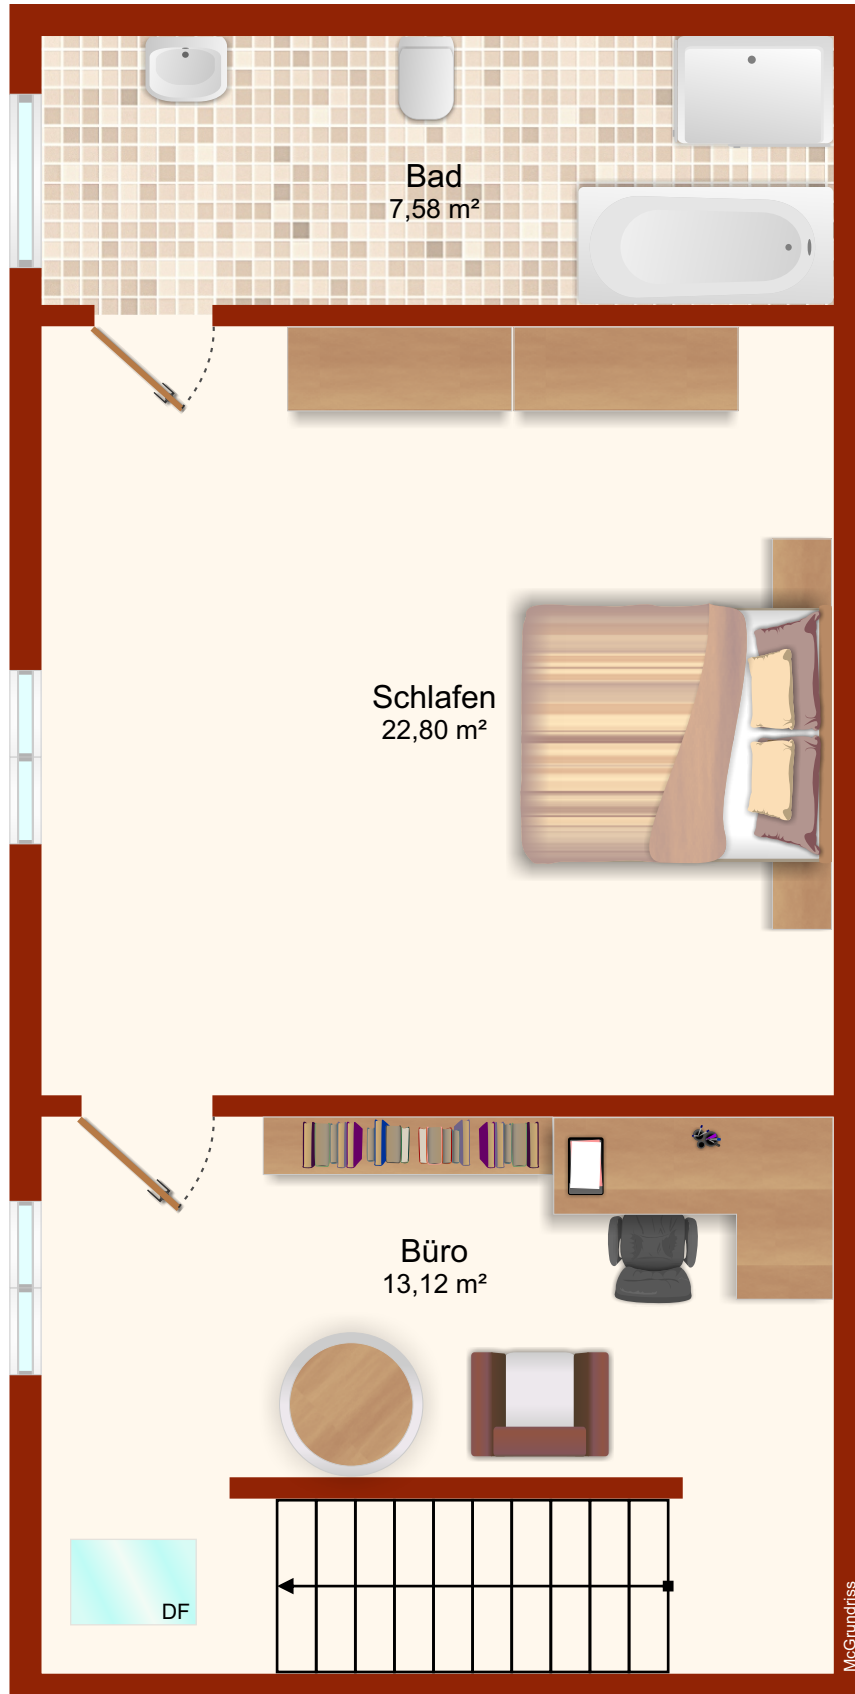 Bad
7,58 m²
Schlafen
22,80 m²
Büro
13,12 m²
DF
McGrundriss